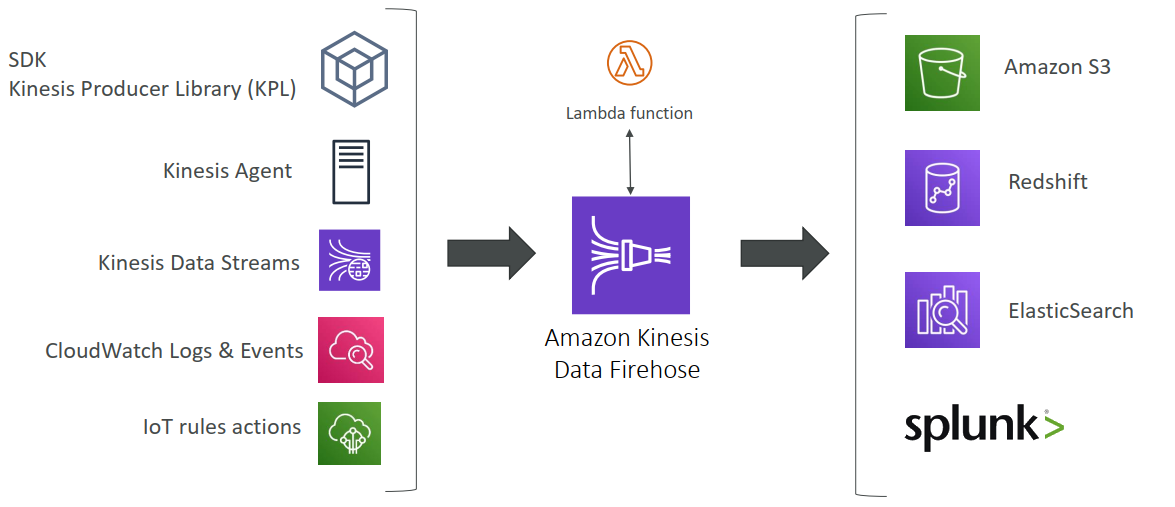 SDK
Kinesis Producer Library (KPL)
Kinesis Agent
Kinesis Data Streams
CloudWatch Logs & Events
IoT rules actions
Lambda function
Amazon Kinesis
Data Firehose
Amazon S3
Redshift
ElasticSearch
splunk>